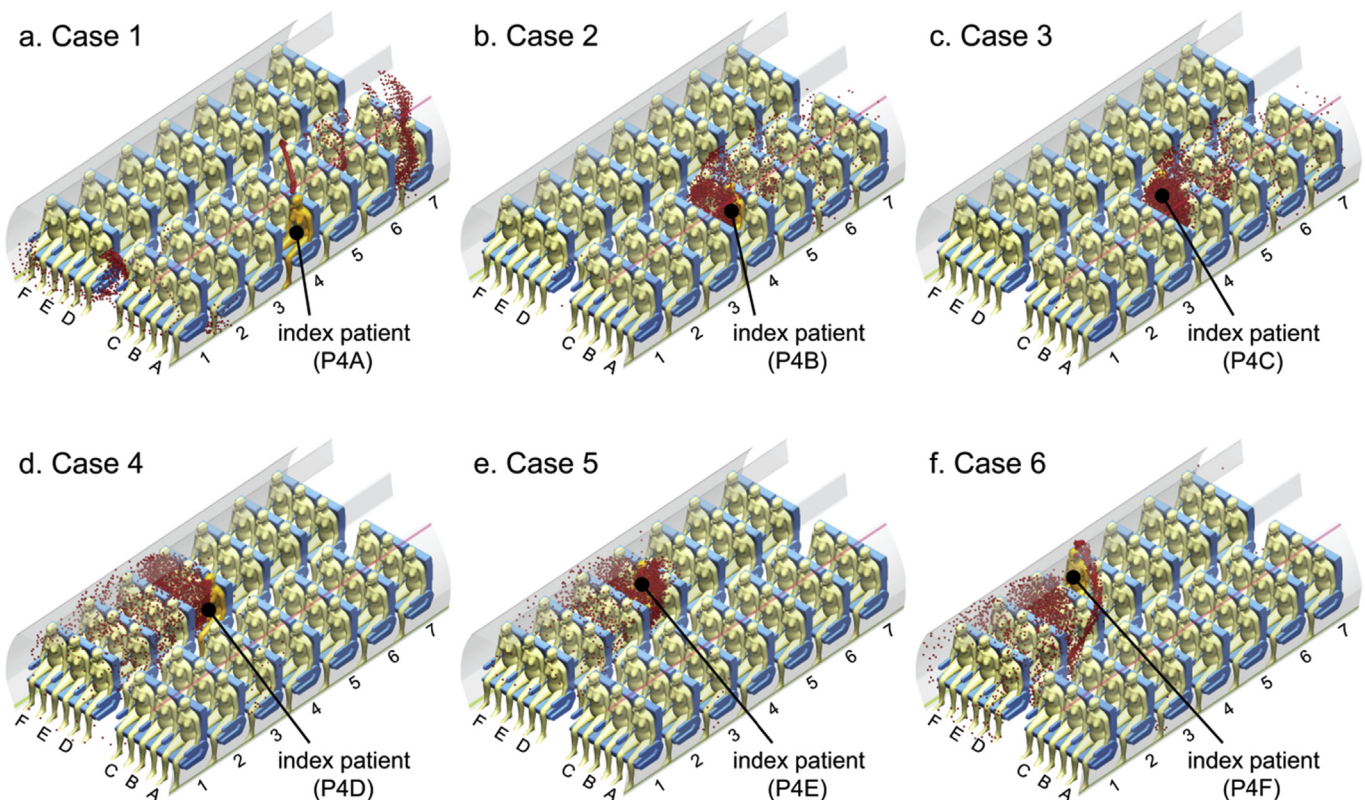 a. Case 1
b. Case 2
c. Case 3
F E D C B A
1 2 3 4 5 6 7
index patient
(P4A)
F E D C B A
1 2 3 4 5 6 7
index patient
(P4B)
F E D C B A
1 2 3 4 5 6 7
index patient
(P4C)
d. Case 4
e. Case 5
f. Case 6
F E D C B A
1 2 3 4 5 6 7
index patient
(P4D)
F E D C B A
1 2 3 4 5 6 7
index patient
(P4E)
F E D C B A
1 2 3 4 5 6 7
index patient
(P4F)